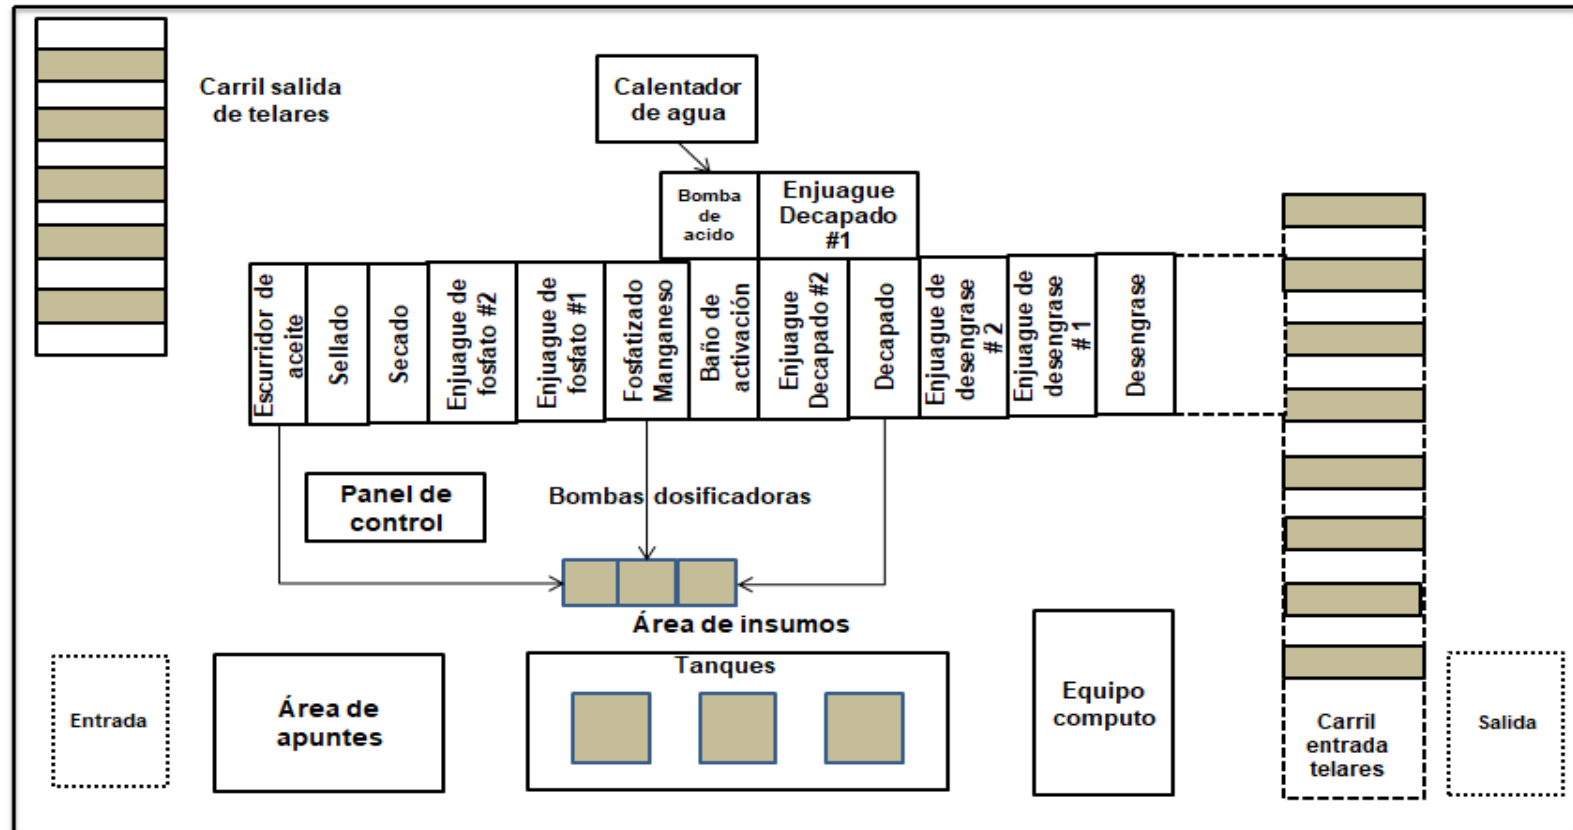 Carril salida
de telares
Calentador
de agua
Bomba
de
acido
Enjuague
Decapado
#1
Escurridor de
aceite
Sellado
Secado
Enjuague de
fosfato #2
Enjuague de
fosfato #1
Fosfatizado
Manganeso
Baño de
activación
Enjuague
Decapado #2
Decapado
Enjuague de
desengrase
# 2
Enjuague de
desengrase
# 1
Desengrase
Panel de
control
Bombas dosificadoras
Área de insumos
Tanques
Entrada
Área de
apuntes
Equipo
computo
Carril
entrada
telares
Salida